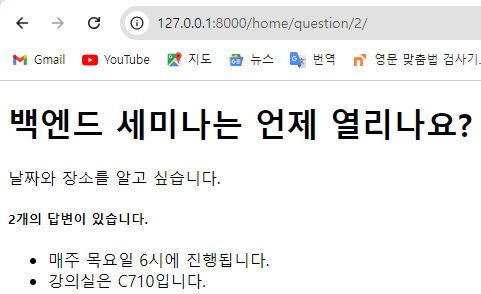 127.0.0.1:8000/home/question/2/
Gmail YouTube 지도 뉴스 번역 영문 맞춤법 검사기
백엔드 세미나는 언제 열리나요?
날짜와 장소를 알고 싶습니다.
2개의 답변이 있습니다.
• 매주 목요일 6시에 진행됩니다.
• 강의실은 C710입니다.